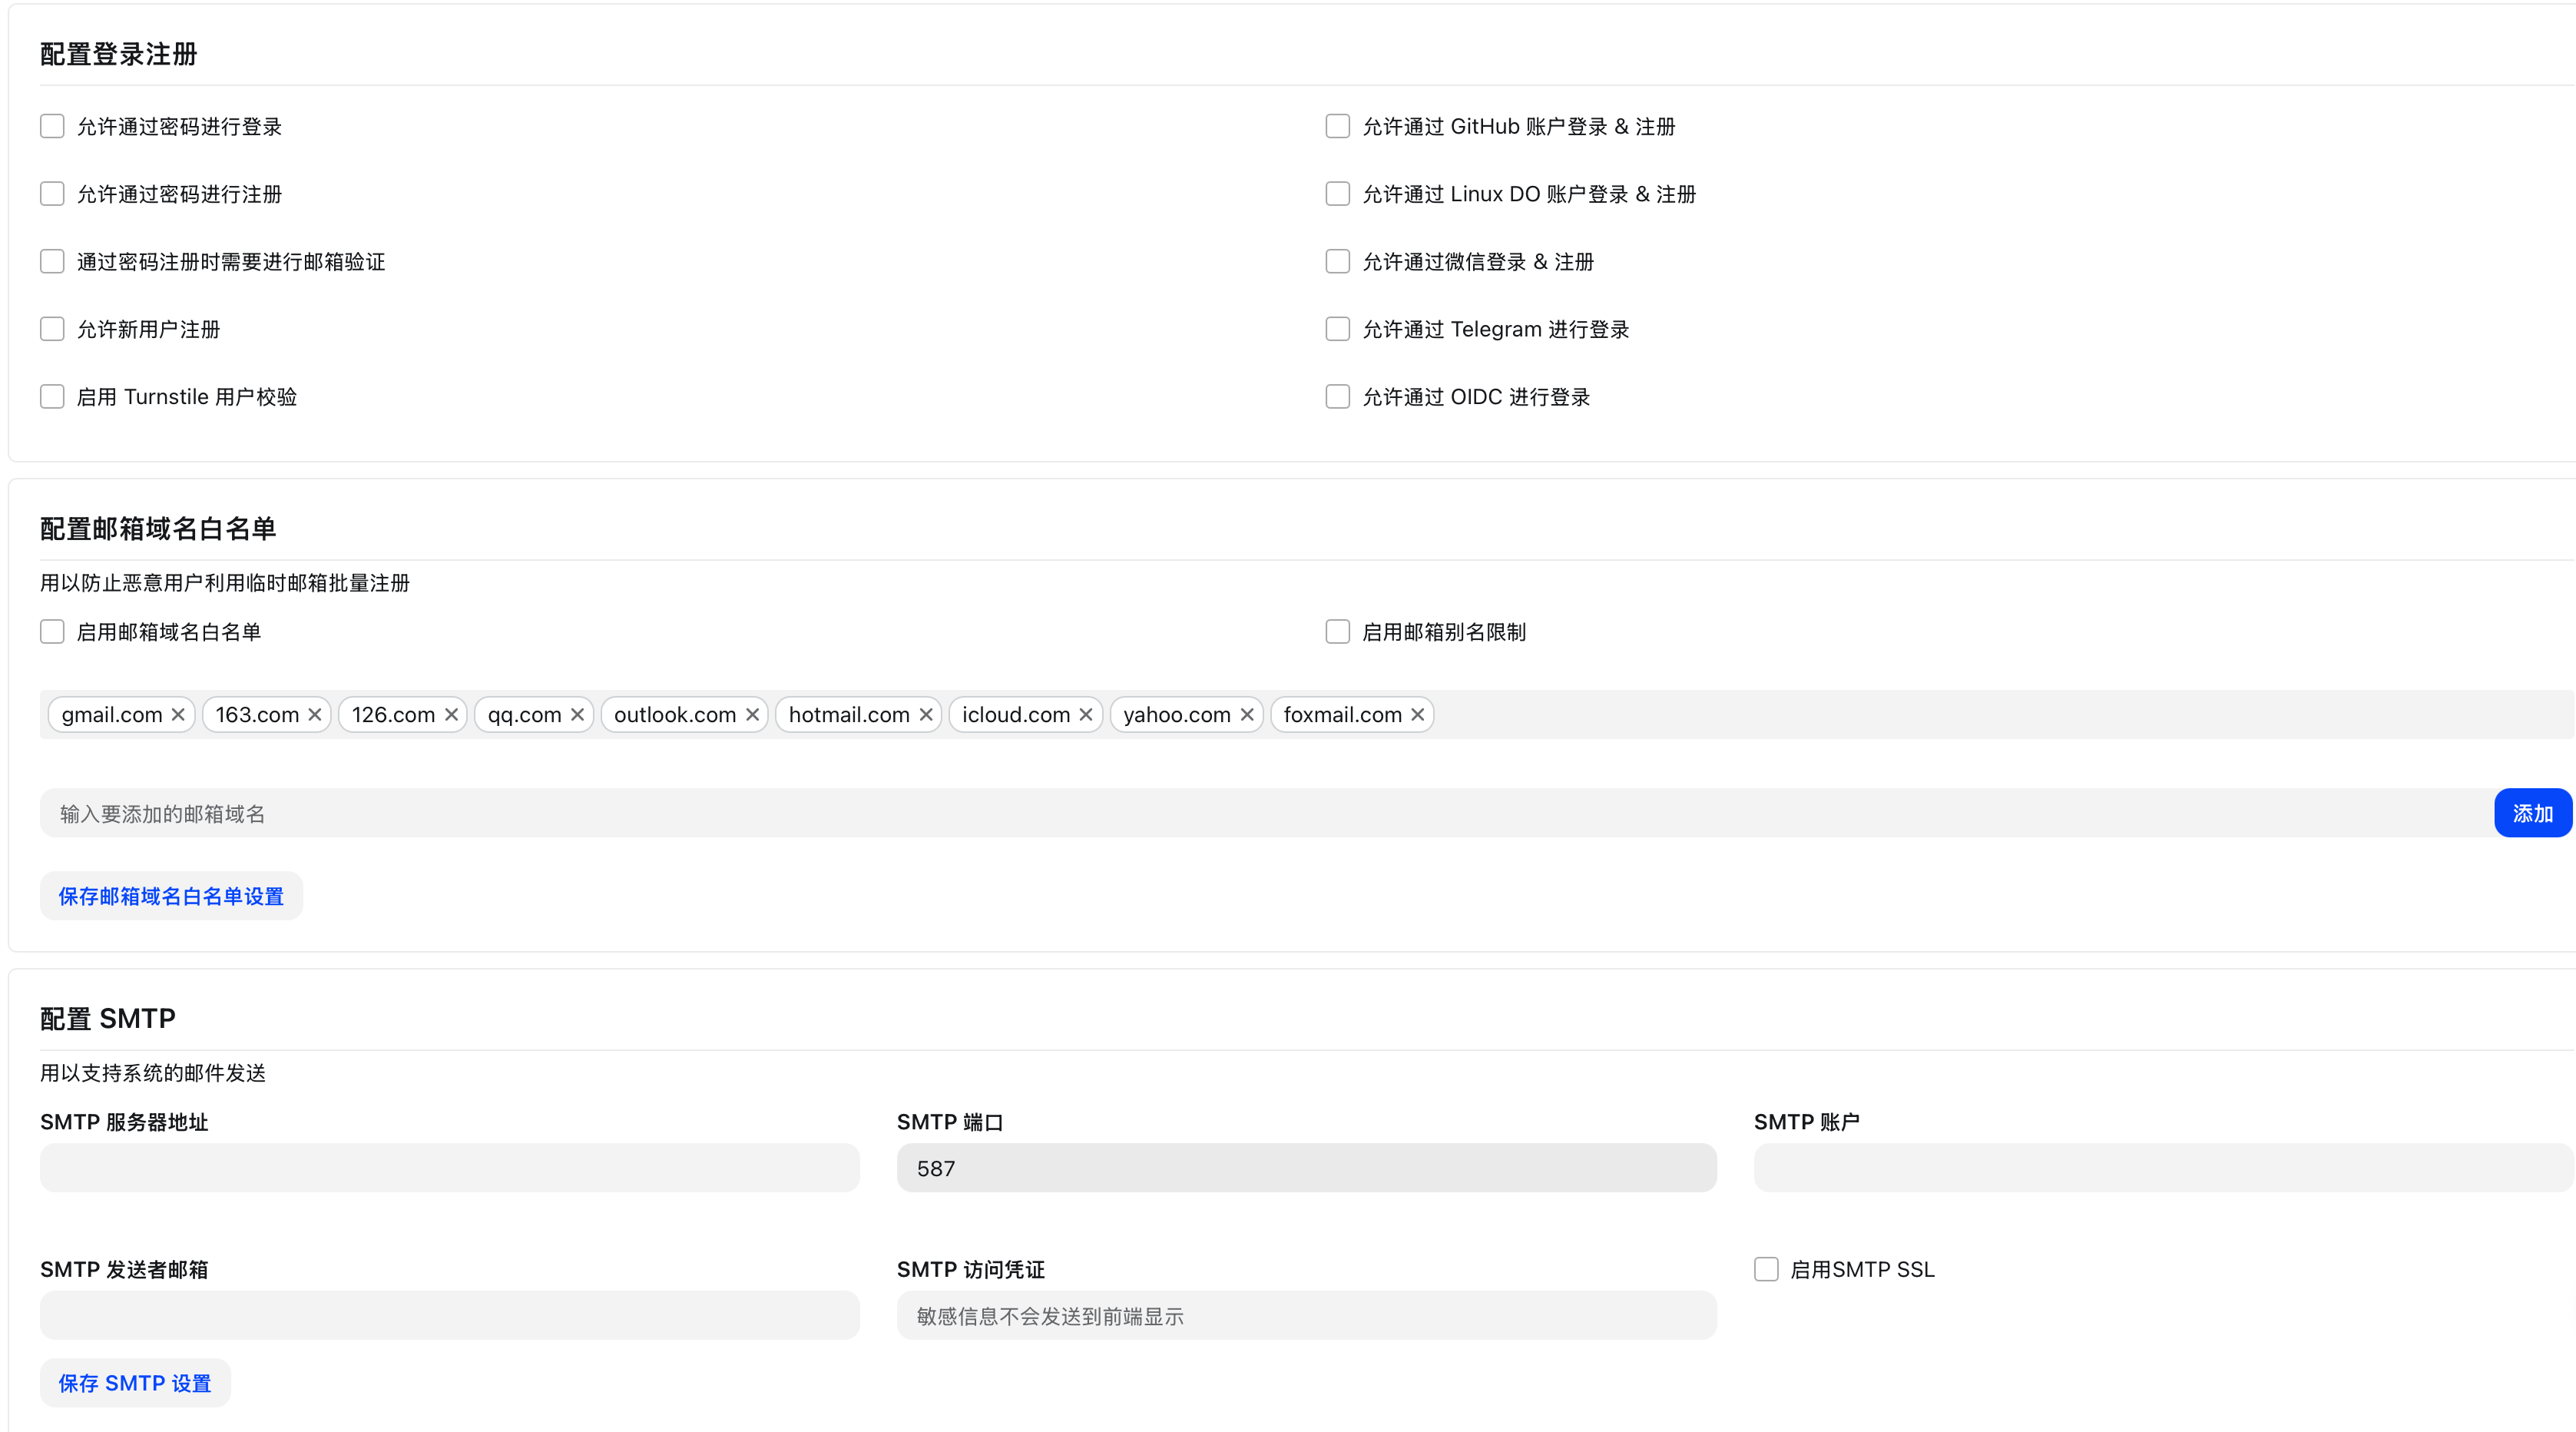 配置登录注册
允许通过密码进行登录
允许通过 GitHub 账户登录 & 注册
允许通过密码进行注册
允许通过 Linux DO 账户登录 & 注册
通过密码注册时需要进行邮箱验证
允许通过微信登录 & 注册
允许新用户注册
允许通过 Telegram 进行登录
启用 Turnstile 用户校验
允许通过 OIDC 进行登录
配置邮箱域名白名单
用以防止恶意用户利用临时邮箱批量注册
启用邮箱域名白名单
启用邮箱别名限制
gmail.com 163.com 126.com qq.com outlook.com hotmail.com icloud.com yahoo.com foxmail.com
输入要添加的邮箱域名
添加
保存邮箱域名白名单设置
配置 SMTP
用以支持系统的邮件发送
SMTP 服务器地址
SMTP 端口
SMTP 账户
587
SMTP 发送者邮箱
SMTP 访问凭证
启用SMTP SSL
敏感信息不会发送到前端显示
保存 SMTP 设置